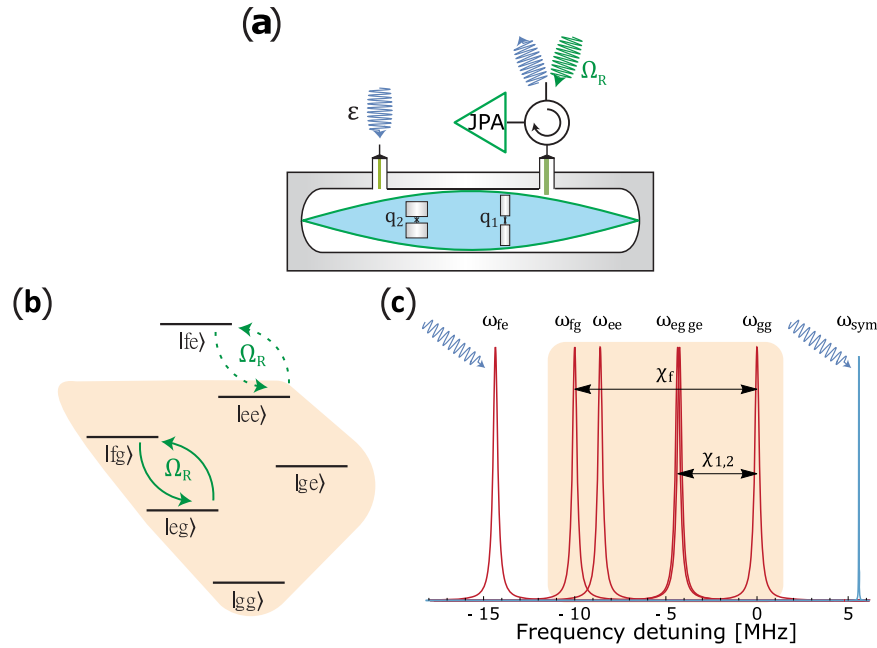 (a)
ε
Ω_R
JPA
q_2
q_1
(b)
|fe⟩
Ω_R
|ee⟩
|fg⟩
Ω_R
|ge⟩
|eg⟩
|gg⟩
(c)
ω_fe ω_fg ω_ee ω_eg ge ω_gg ω_sym
χ_f
χ_1,2
-15 -10 -5 0 5
Frequency detuning [MHz]